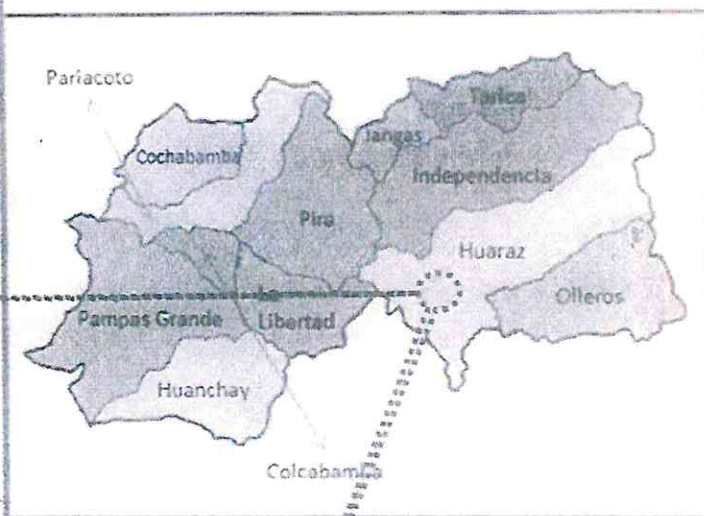 Pariacoto
Tarica
Jangas
Cochabamba
Independencia
Pira
Huaraz
Olleros
La
Pampas Grande
Libertad
Huanchay
Colcabamba